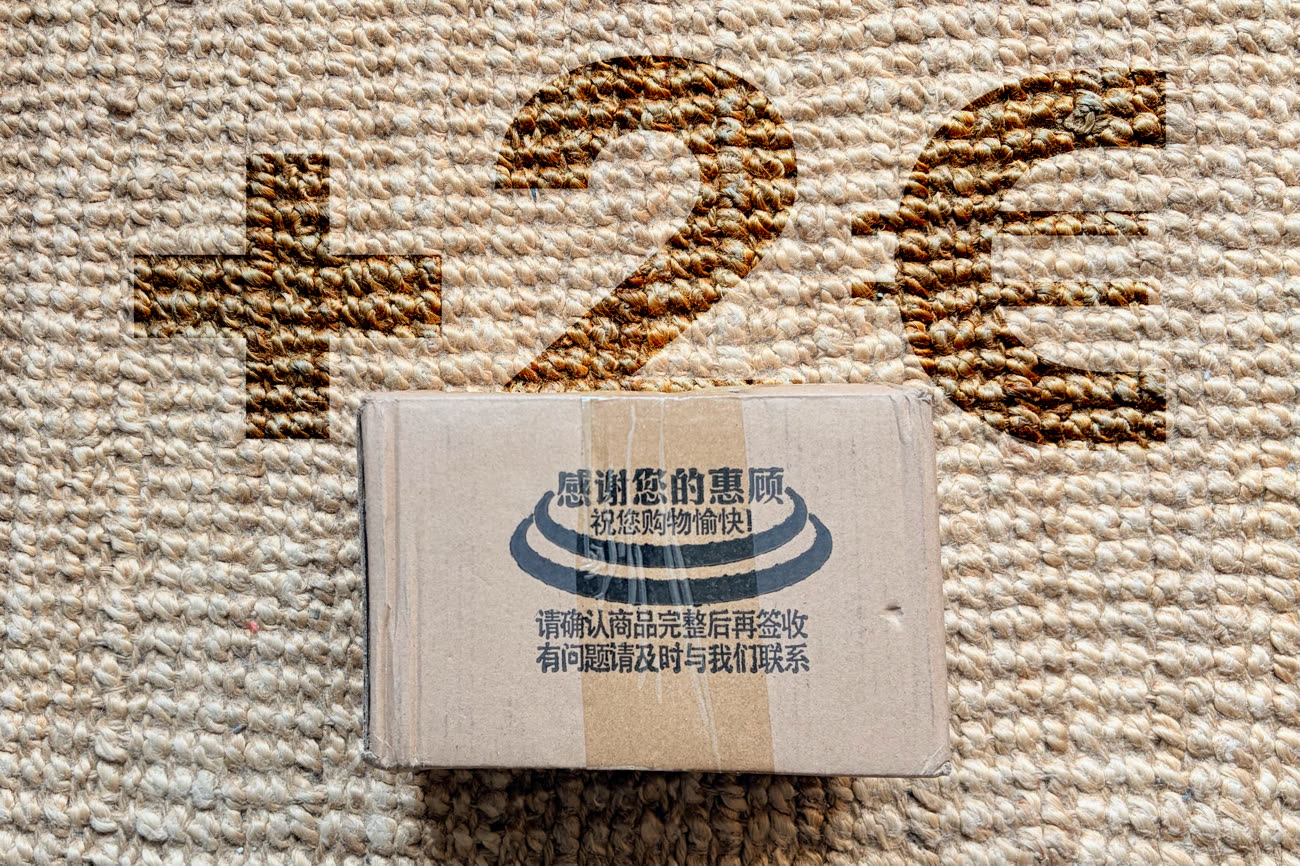 +2€
感谢您的惠顾
祝您购物愉快!
请确认商品完整后再签收
有问题请及时与我们联系